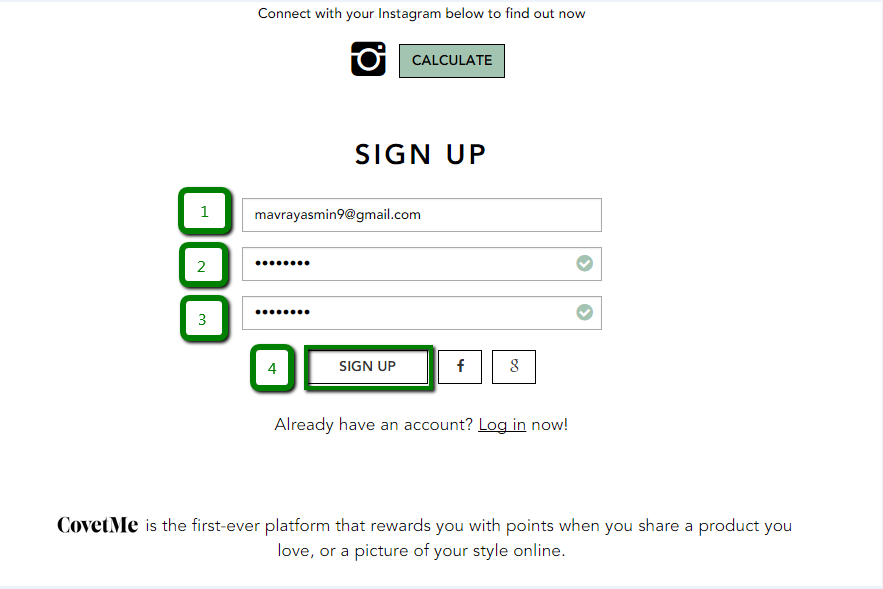 Connect with your Instagram below to find out now
CALCULATE
SIGN UP
1
mavrayasmin9@gmail.com
2
••••••••
3
••••••••
4
SIGN UP
f
g
Already have an account? Log in now!
CovetMe is the first-ever platform that rewards you with points when you share a product you
love, or a picture of your style online.